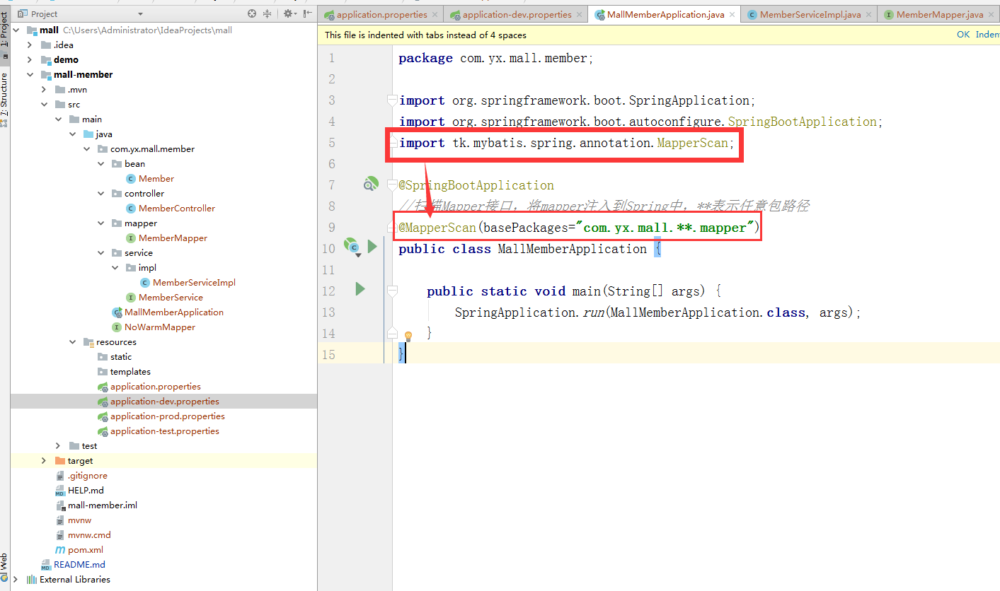 Project
application.properties
application-dev.properties
MallMemberApplication.java
MemberServiceImpl.java
MemberMapper.java
This file is indented with tabs instead of 4 spaces
OK Inden
1: Project
7: Structure
Web
mall C:\Users\Administrator\IdeaProjects\mall
.idea
demo
mall-member
.mvn
src
main
java
com.yx.mall.member
bean
Member
controller
MemberController
mapper
MemberMapper
service
impl
MemberServiceImpl
MemberService
MallMemberApplication
NoWarmMapper
resources
static
templates
application.properties
application-dev.properties
application-prod.properties
application-test.properties
test
target
.gitignore
HELP.md
mall-member.iml
mvnw
mvnw.cmd
pom.xml
README.md
External Libraries
1 package com.yx.mall.member;
2
3 import org.springframework.boot.SpringApplication;
4 import org.springframework.boot.autoconfigure.SpringBootApplication;
5 import tk.mybatis.spring.annotation.MapperScan;
6
7 @SpringBootApplication
8 //扫描Mapper接口，将mapper注入到Spring中，**表示任意包路径
9 @MapperScan(basePackages="com.yx.mall.**.mapper")
10 public class MallMemberApplication {
11
12 public static void main(String[] args) {
13 SpringApplication.run(MallMemberApplication.class, args);
14 }
15 }